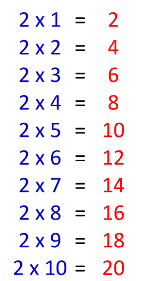 2 x 1 = 2
2 x 2 = 4
2 x 3 = 6
2 x 4 = 8
2 x 5 = 10
2 x 6 = 12
2 x 7 = 14
2 x 8 = 16
2 x 9 = 18
2 x 10 = 20